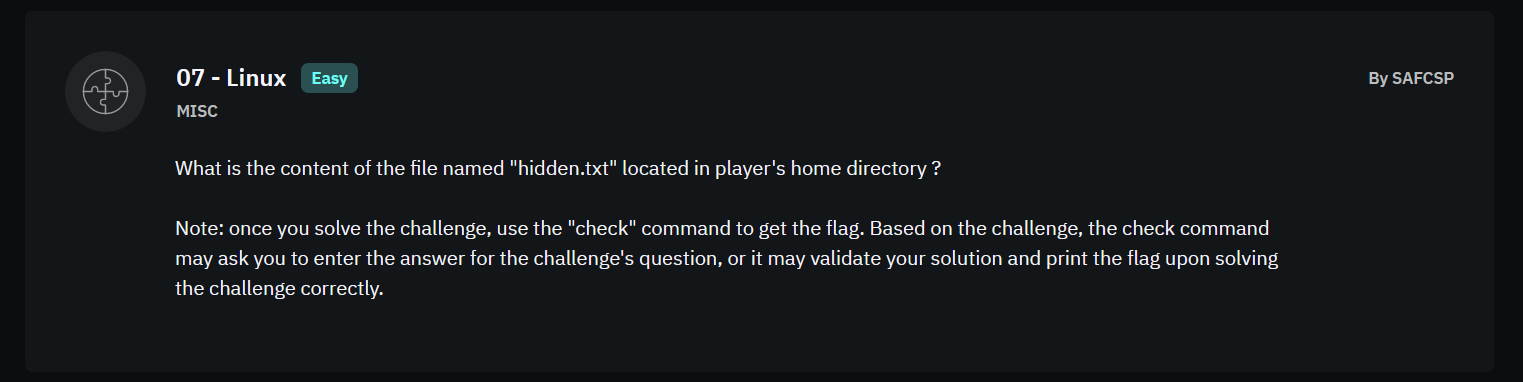 07 - Linux Easy
By SAFCSP
MISC
What is the content of the file named "hidden.txt" located in player's home directory ?
Note: once you solve the challenge, use the "check" command to get the flag. Based on the challenge, the check command
may ask you to enter the answer for the challenge's question, or it may validate your solution and print the flag upon solving
the challenge correctly.